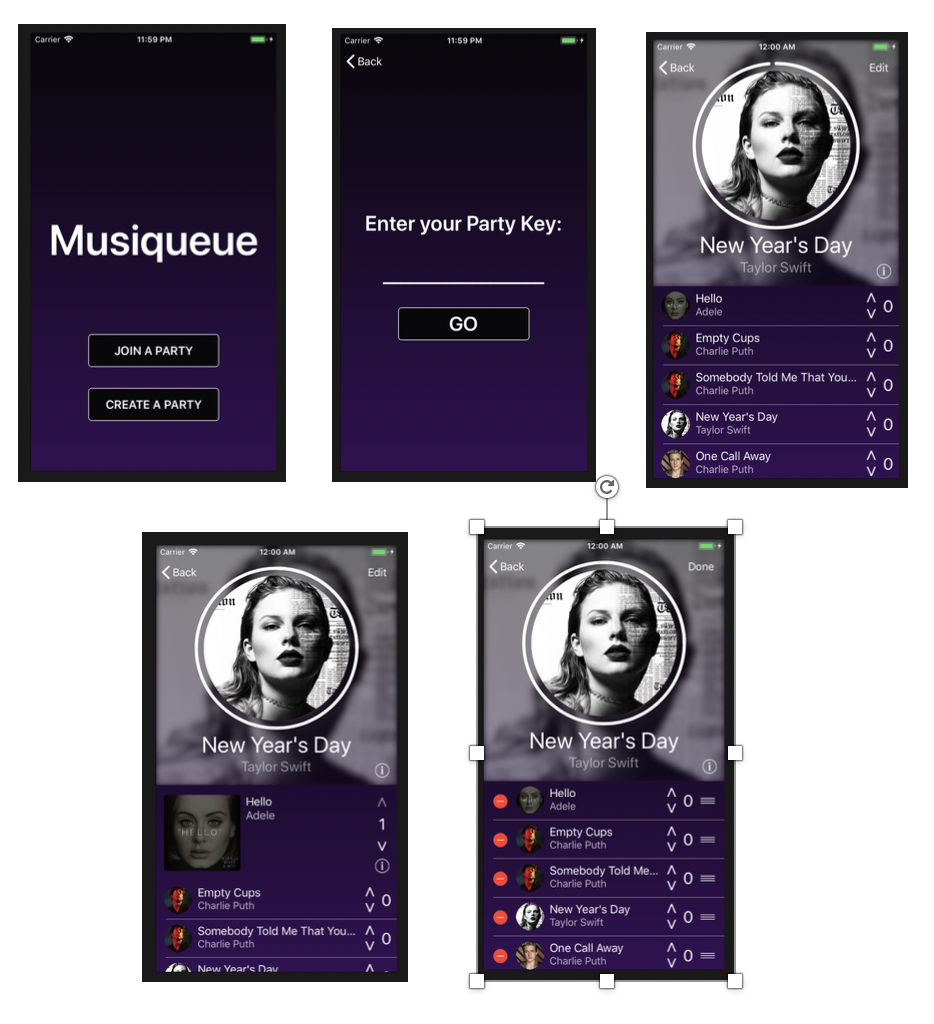 Carrier 11:59 PM
Musiqueue
JOIN A PARTY
CREATE A PARTY
Carrier 11:59 PM
Back
Enter your Party Key:
GO
Carrier 12:00 AM
Back Edit
New Year's Day
Taylor Swift
Hello
Adele
0
Empty Cups
Charlie Puth
0
Somebody Told Me That You...
Charlie Puth
0
New Year's Day
Taylor Swift
0
One Call Away
Charlie Puth
0
Carrier 12:00 AM
Back Edit
New Year's Day
Taylor Swift
HELLO
Hello
Adele
1
Empty Cups
Charlie Puth
0
Somebody Told Me That You...
Charlie Puth
0
New Year's Day
Carrier 12:00 AM
Back Done
New Year's Day
Taylor Swift
Hello
Adele
0
Empty Cups
Charlie Puth
0
Somebody Told Me...
Charlie Puth
0
New Year's Day
Taylor Swift
0
One Call Away
Charlie Puth
0